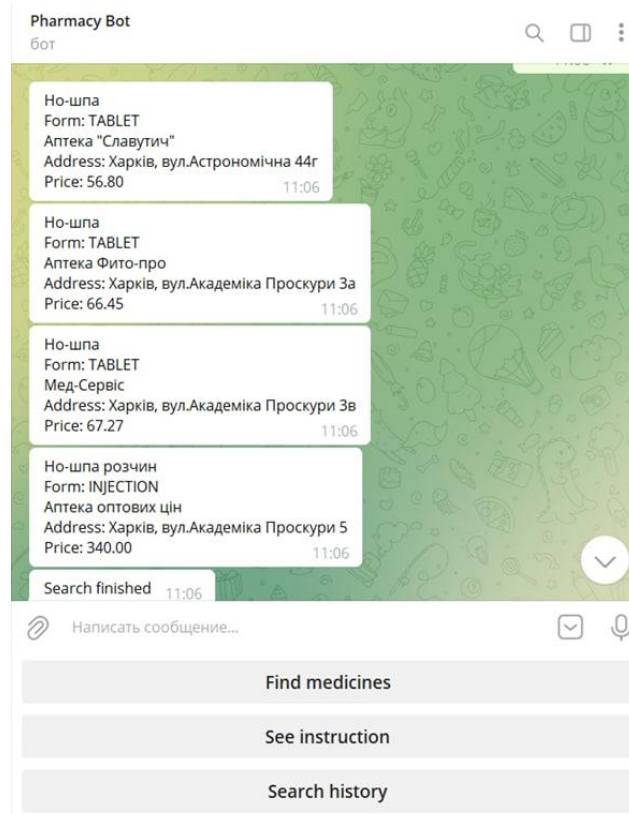 Pharmacy Bot
бот
Но-шпа
Form: TABLET
Аптека "Славутич"
Address: Харків, вул.Астрономічна 44г
Price: 56.80
11:06
Но-шпа
Form: TABLET
Аптека Фито-про
Address: Харків, вул.Академіка Проскури 3а
Price: 66.45
11:06
Но-шпа
Form: TABLET
Мед-Сервіс
Address: Харків, вул.Академіка Проскури 3в
Price: 67.27
11:06
Но-шпа розчин
Form: INJECTION
Аптека оптових цін
Address: Харків, вул.Академіка Проскури 5
Price: 340.00
11:06
Search finished 11:06
Написать сообщение...
Find medicines
See instruction
Search history